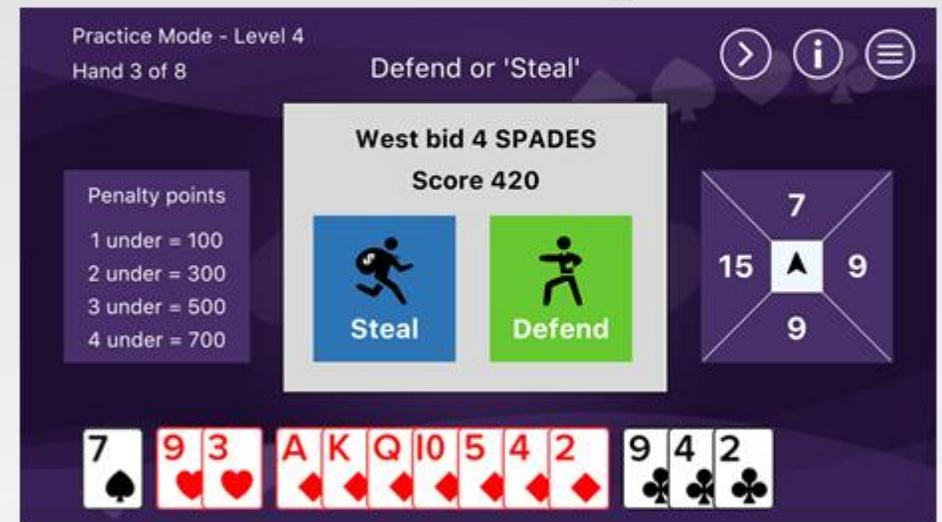 Practice Mode - Level 4
Hand 3 of 8
Defend or 'Steal'
i
West bid 4 SPADES
Score 420
Penalty points
1 under = 100
2 under = 300
3 under = 500
4 under = 700
Steal
Defend
7
15
9
9
7
9
3
A
K
Q
10
5
4
2
9
4
2